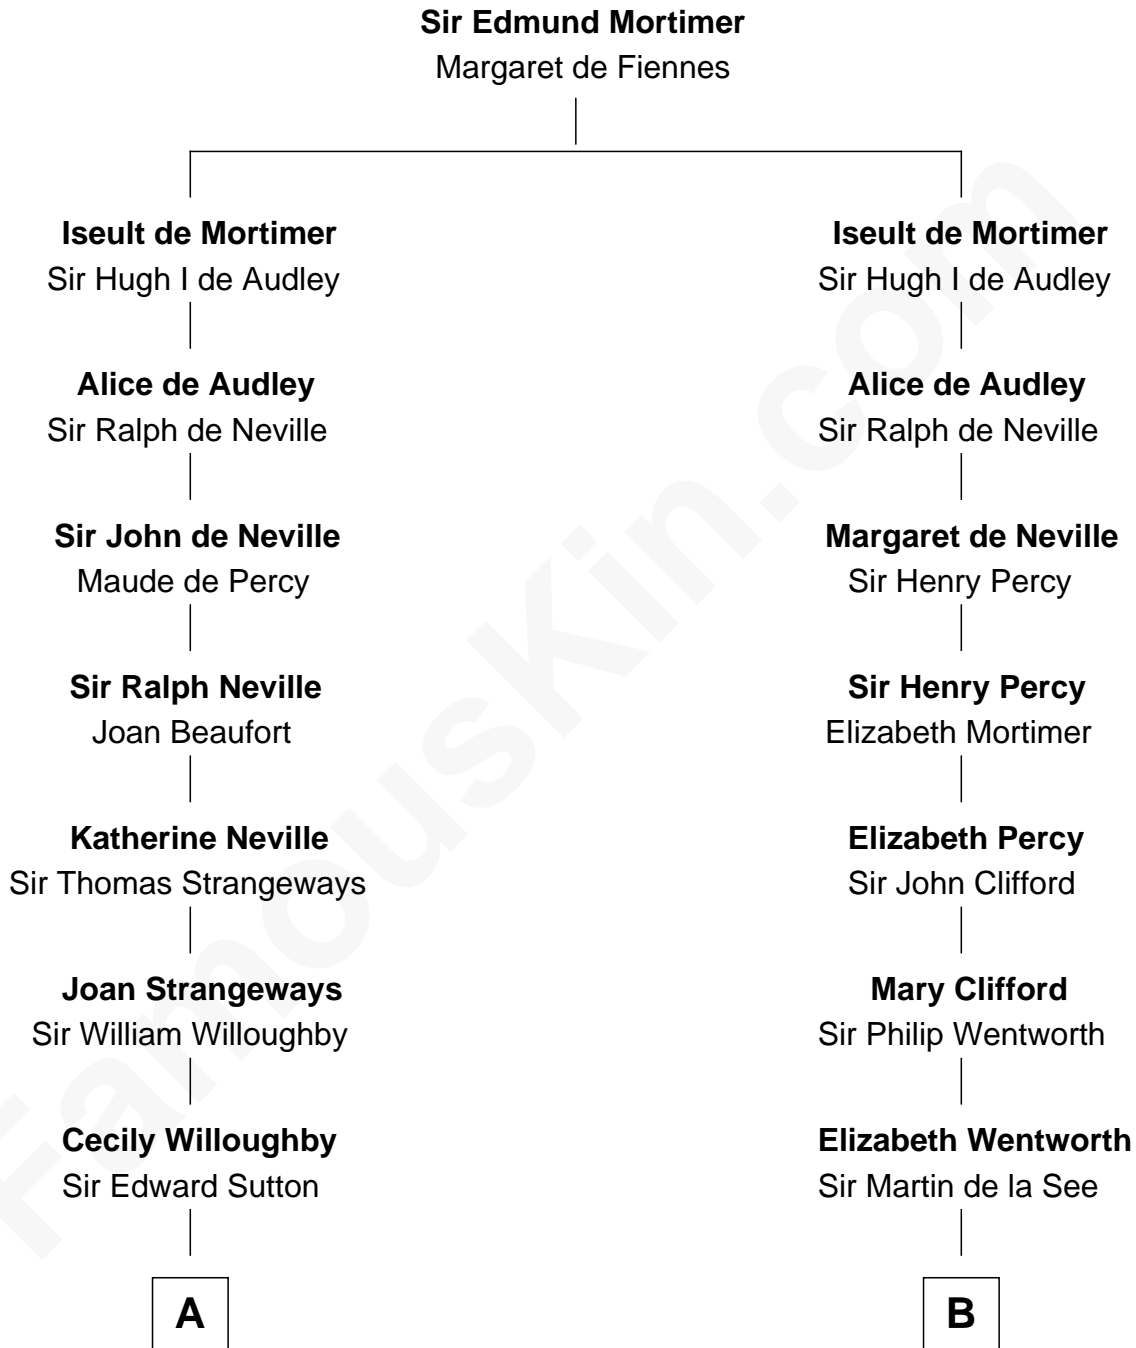 Sir Edmund Mortimer
Margaret de Fiennes
Iseult de Mortimer
Sir Hugh I de Audley
Alice de Audley
Sir Ralph de Neville
Sir John de Neville
Maude de Percy
Sir Ralph Neville
Joan Beaufort
Katherine Neville
Sir Thomas Strangeways
Joan Strangeways
Sir William Willoughby
Cecily Willoughby
Sir Edward Sutton
A
Iseult de Mortimer
Sir Hugh I de Audley
Alice de Audley
Sir Ralph de Neville
Margaret de Neville
Sir Henry Percy
Sir Henry Percy
Elizabeth Mortimer
Elizabeth Percy
Sir John Clifford
Mary Clifford
Sir Philip Wentworth
Elizabeth Wentworth
Sir Martin de la See
B
FamousKin.com